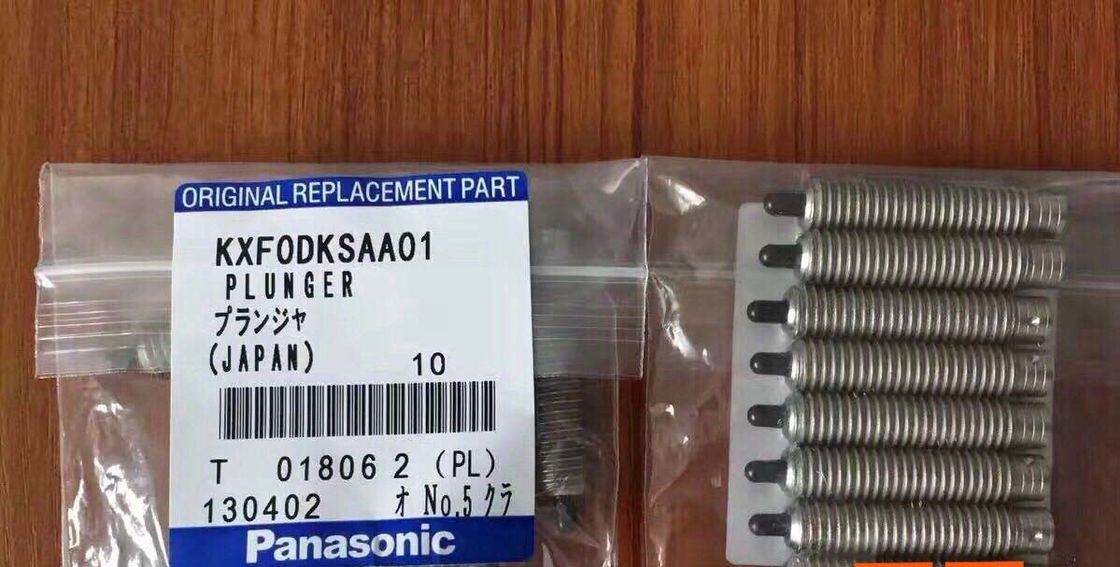 ORIGINAL REPLACEMENT PART
KXF0DKSAA01
PLUNGER
プランジヤ
(JAPAN) 10
T 01806 2 (PL)
130402 オ No.5 クラ
Panasonic